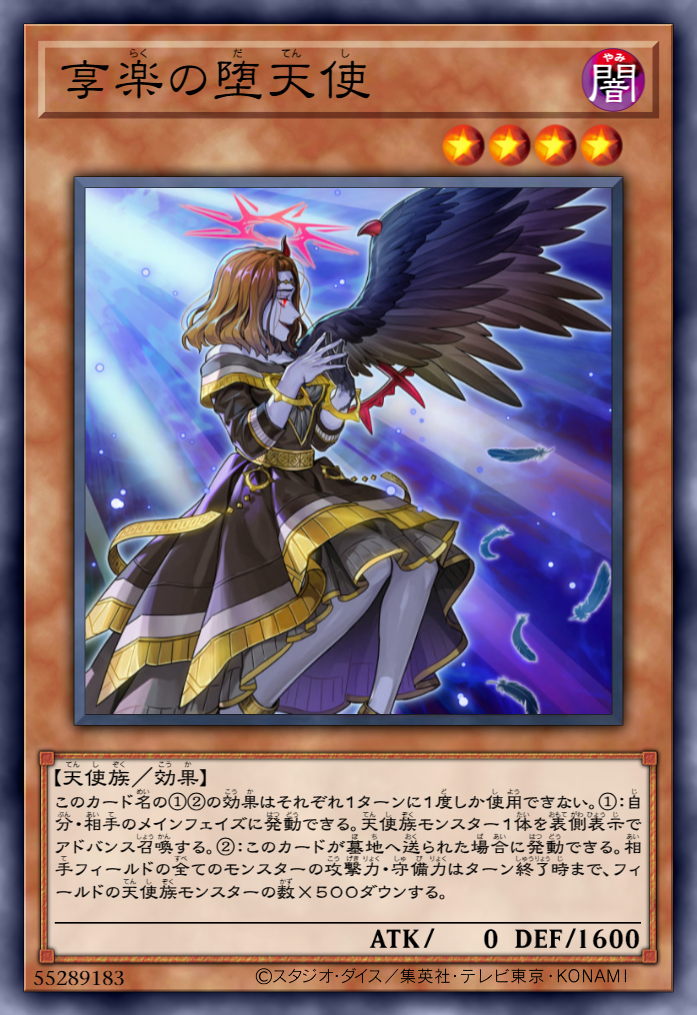 享楽の堕天使
闇
【天使族／効果】
このカード名の①②の効果はそれぞれ1ターンに1度しか使用できない。①：自
分・相手のメインフェイズに発動できる。天使族モンスター1体を表側表示で
アドバンス召喚する。②：このカードが墓地へ送られた場合に発動できる。相
手フィールドの全てのモンスターの攻撃力・守備力はターン終了時まで、フィ
ールドの天使族モンスターの数×500ダウンする。
ATK/ 0 DEF/1600
55289183 ©スタジオ・ダイス／集英社・テレビ東京・KONAMI